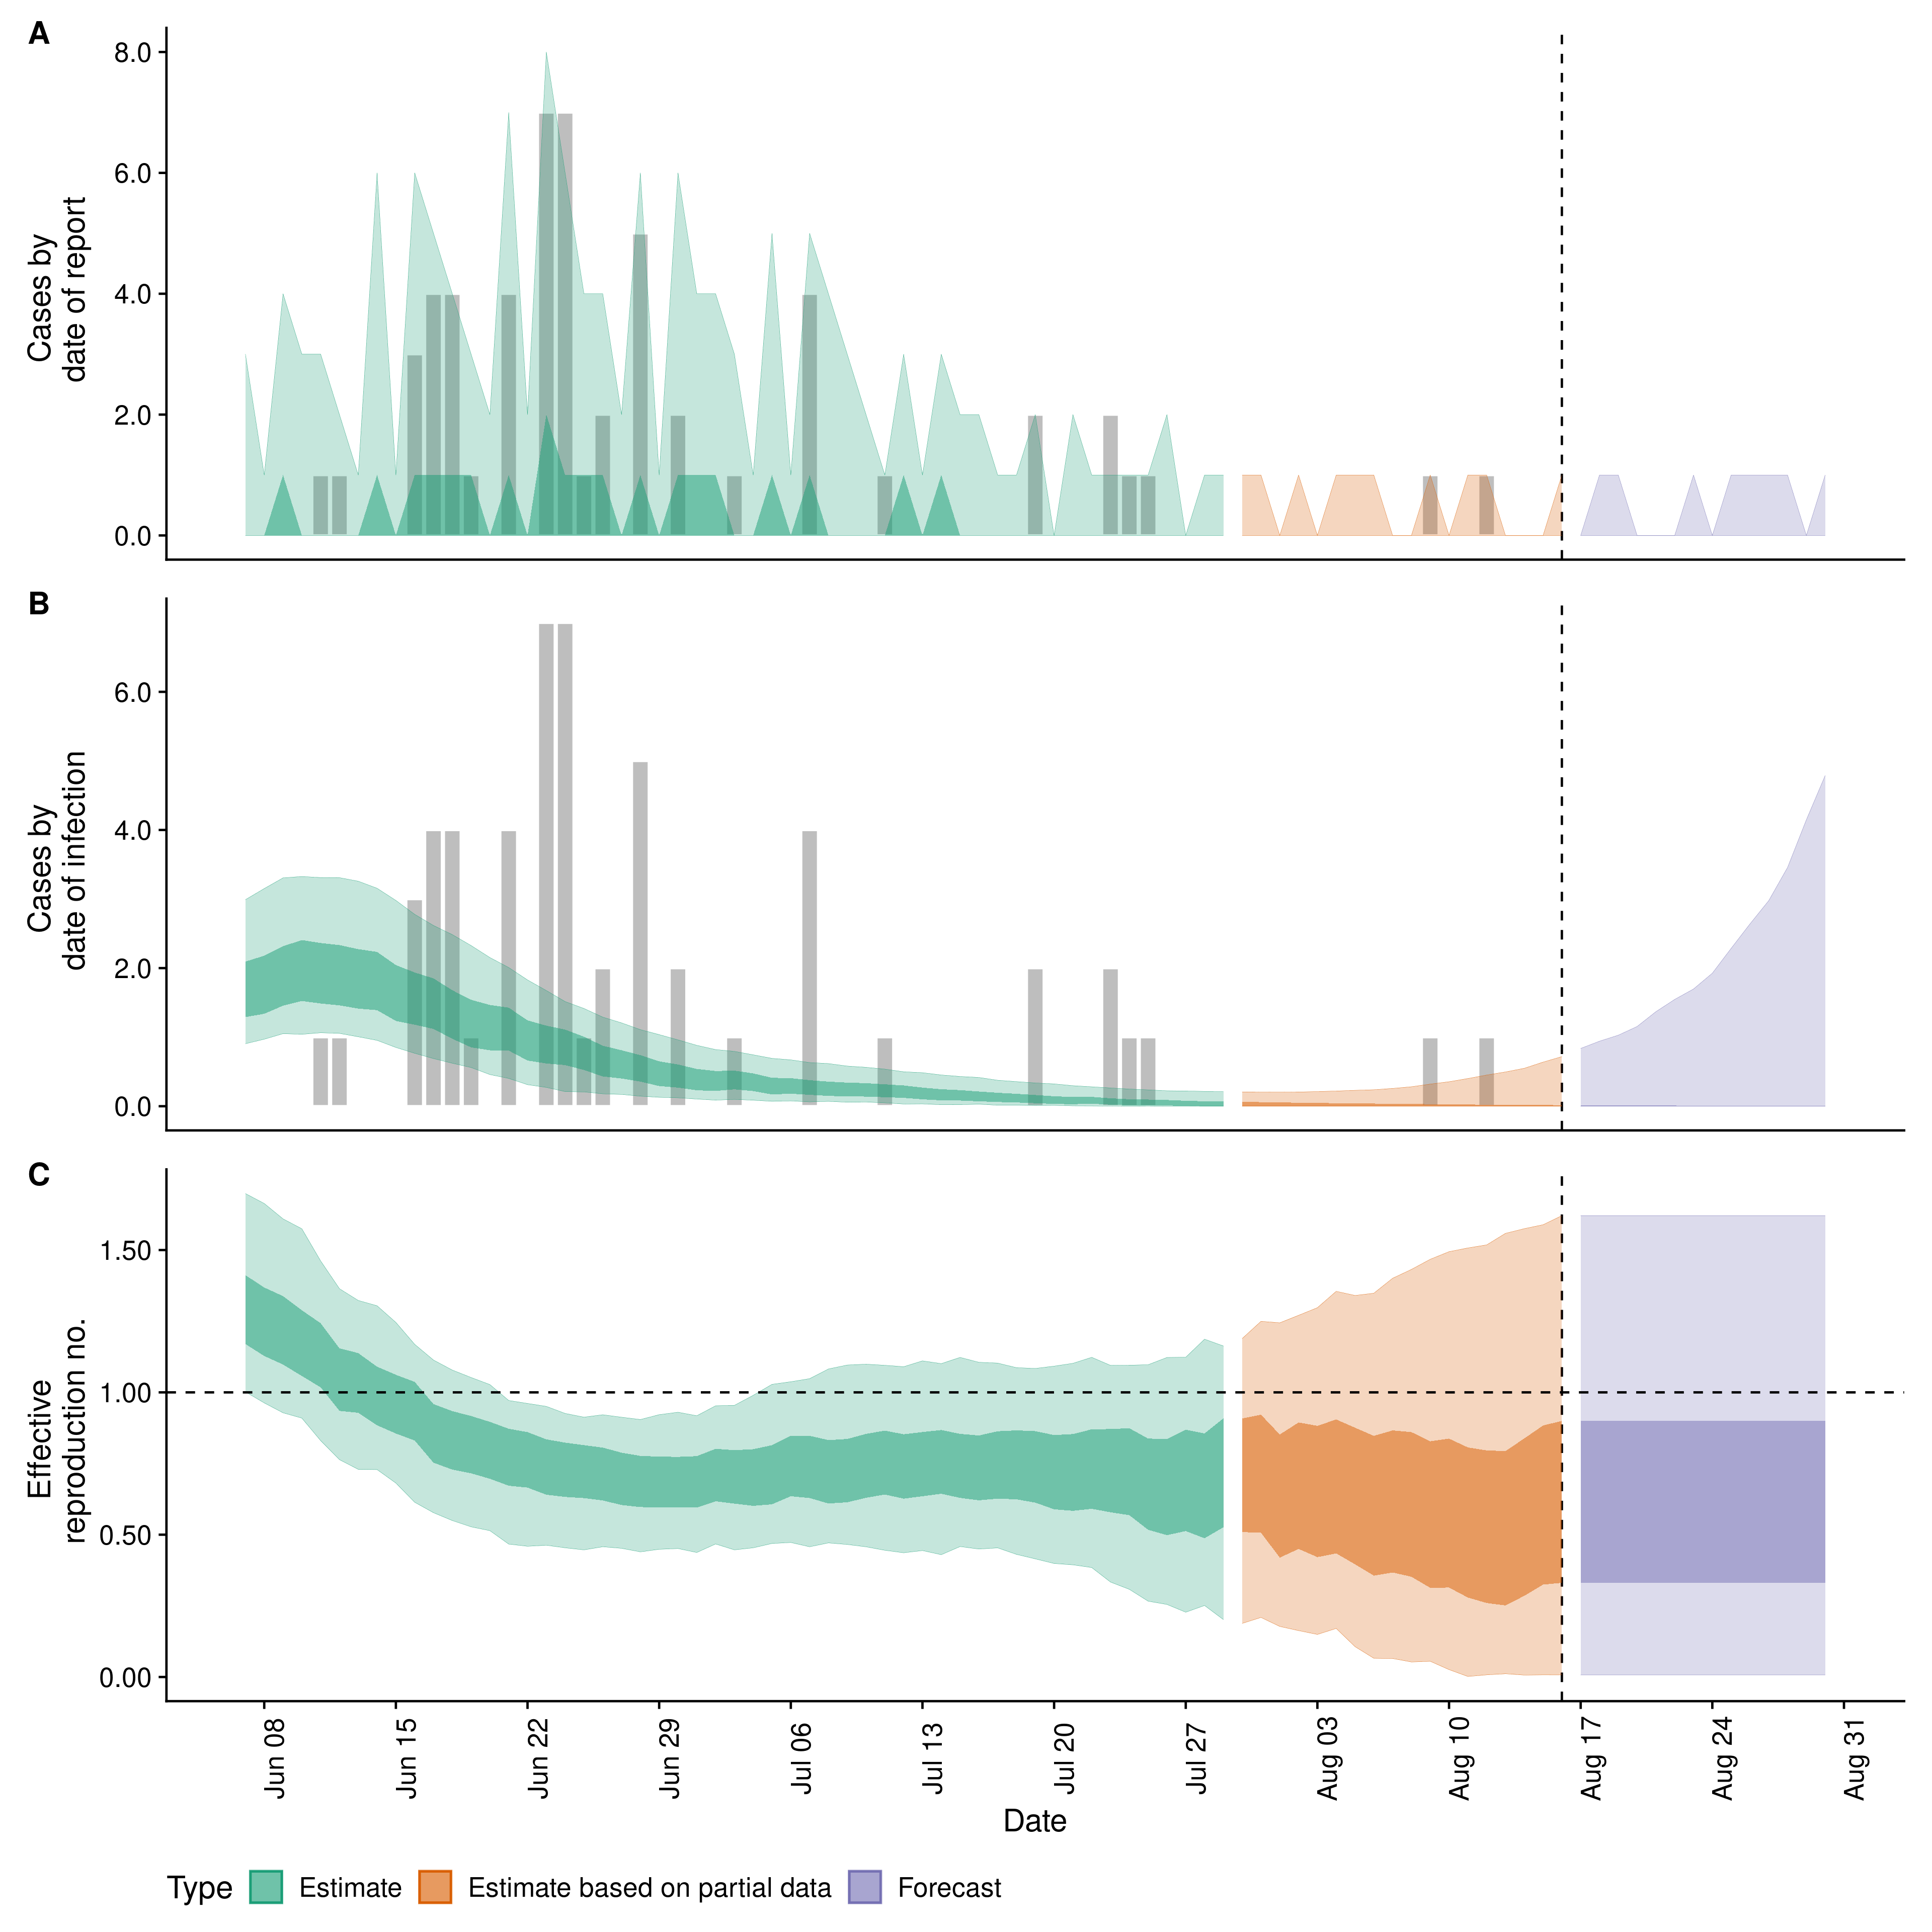 A
8.0
6.0
4.0
2.0
0.0
Cases by
date of report
B
6.0
4.0
2.0
0.0
Cases by
date of infection
C
1.50
1.00
0.50
0.00
Effective
reproduction no.
Jun 08
Jun 15
Jun 22
Jun 29
Jul 06
Jul 13
Jul 20
Jul 27
Aug 03
Aug 10
Aug 17
Aug 24
Aug 31
Date
Type Estimate Estimate based on partial data Forecast